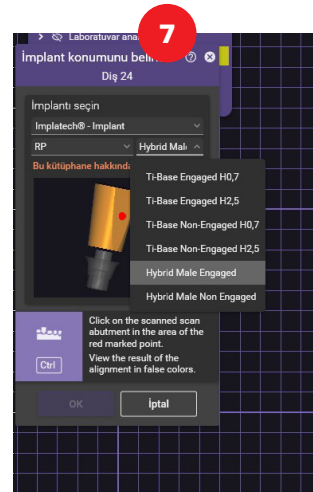 7
Laboratuvar ana
İmplant konumunu beli
Diş 24
İmplantı seçin
Implatech® - Implant
RP
Hybrid Mal
Bu kütüphane hakkında
Ti-Base Engaged H0,7
Ti-Base Engaged H2,5
Ti-Base Non-Engaged H0,7
Ti-Base Non-Engaged H2,5
Hybrid Male Engaged
Hybrid Male Non Engaged
Click on the scanned scan
abutment in the area of the
red marked point.
Ctrl
View the result of the
alignment in false colors.
OK
İptal